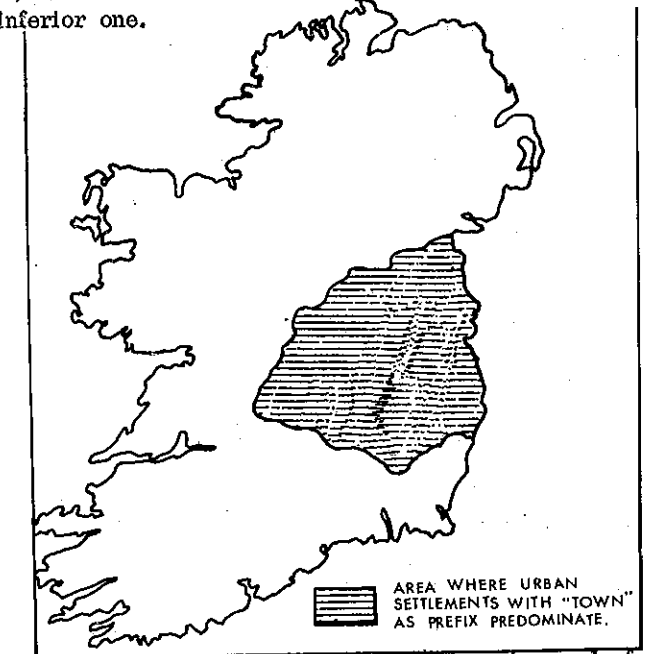 inferior one.
AREA WHERE URBAN
SETTLEMENTS WITH "TOWN"
AS PREFIX PREDOMINATE.